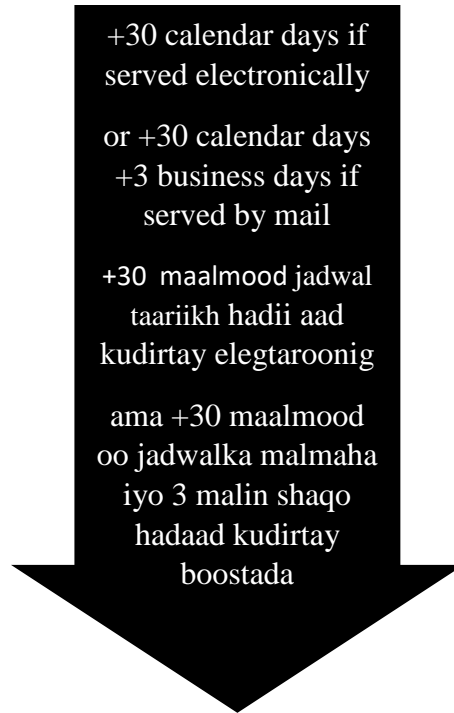 +30 calendar days if
served electronically
or +30 calendar days
+3 business days if
served by mail
+30 maalmood jadwal
taariikh hadii aad
kudirtay elegtaroonig
ama +30 maalmood
oo jadwalka malmaha
iyo 3 malin shaqo
hadaad kudirtay
boostada